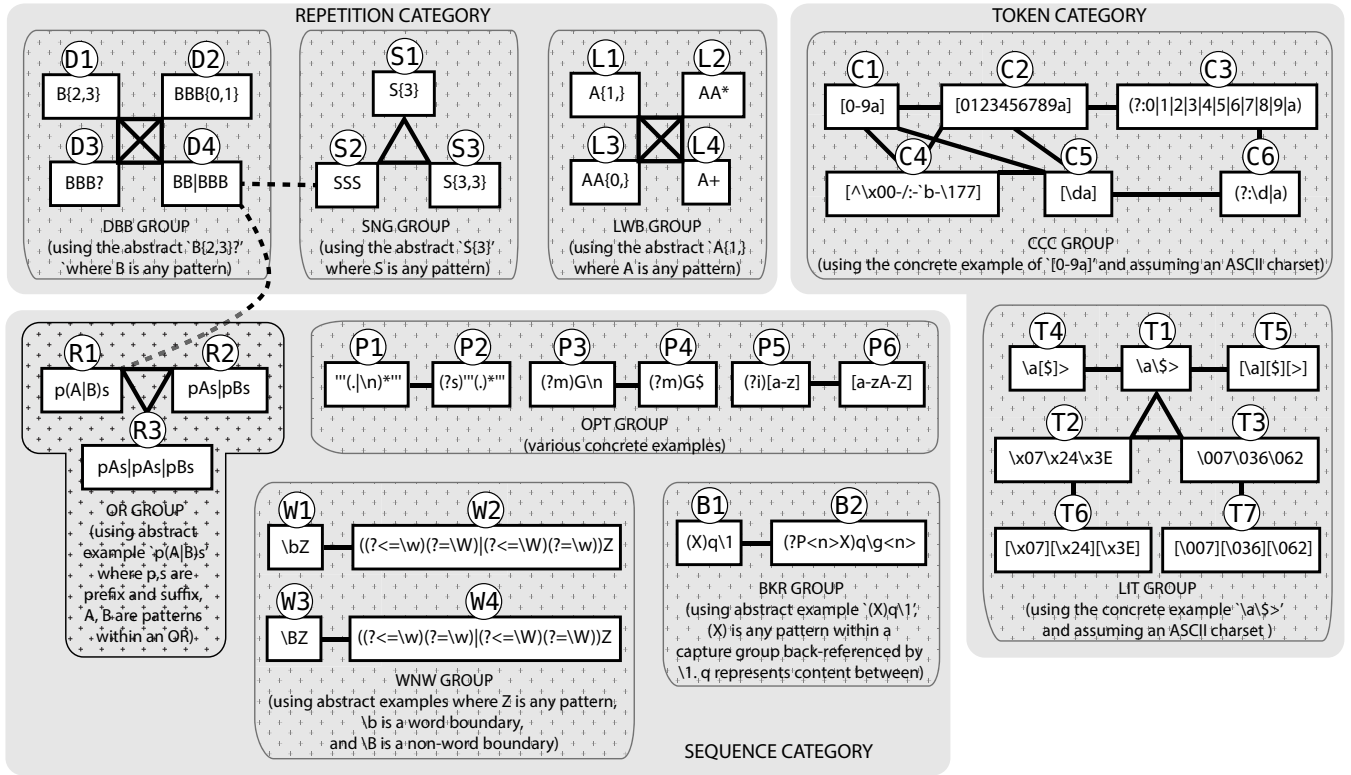 REPETITION CATEGORY
D1
B{2,3}
D2
BBB{0,1}
D3
BBB?
D4
BB|BBB
DBB GROUP
(using the abstract `B{2,3}?'
`where B is any pattern)
S1
S{3}
S2
SSS
S3
S{3,3}
SNG GROUP
(using the abstract `S{3}'
where S is any pattern)
L1
A{1,}
L2
AA*
L3
AA{0,}
L4
A+
LWB GROUP
(using the abstract `A{1,}
where A is any pattern)
TOKEN CATEGORY
C1
[0-9a]
C2
[0123456789a]
C3
(?:0|1|2|3|4|5|6|7|8|9|a)
C4
[^\x00-/:-`b-\177]
C5
[\da]
C6
(?:\d|a)
CCC GROUP
(using the concrete example of `[0-9a]' and assuming an ASCII charset)
T4
\a[$]>
T1
\a\$>
T5
[\a][$][>]
T2
\x07\x24\x3E
T3
\007\036\062
T6
[\x07][\x24][\x3E]
T7
[\007][\036][\062]
LIT GROUP
(using the concrete example `\a\$>'
and assuming an ASCII charset )
R1
p(A|B)s
R2
pAs|pBs
R3
pAs|pAs|pBs
OR GROUP
(using abstract
example `p(A|B)s'
where p,s are
prefix and suffix,
A, B are patterns
within an OR)
P1
"'(.|\n)*"'
P2
(?s)"'(.)*"'
P3
(?m)G\n
P4
(?m)G$
P5
(?i)[a-z]
P6
[a-zA-Z]
OPT GROUP
(various concrete examples)
W1
\bZ
W2
((?<=\w)(?=\W)|(?<=\W)(?=\w))Z
W3
\BZ
W4
((?<=\w)(?=\w)|(?<=\W)(?=\W))Z
WNW GROUP
(using abstract examples where Z is any pattern,
\b is a word boundary,
and \B is a non-word boundary)
B1
(X)q\1
B2
(?P<n>X)q\g<n>
BKR GROUP
(using abstract example `(X)q\1',
(X) is any pattern within a
capture group back-referenced by
\1. q represents content between)
SEQUENCE CATEGORY